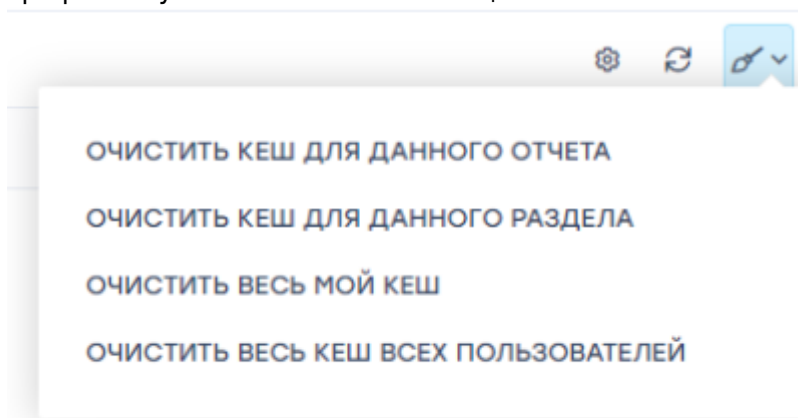 ОЧИСТИТЬ КЕШ ДЛЯ ДАННОГО ОТЧЕТА
ОЧИСТИТЬ КЕШ ДЛЯ ДАННОГО РАЗДЕЛА
ОЧИСТИТЬ ВЕСЬ МОЙ КЕШ
ОЧИСТИТЬ ВЕСЬ КЕШ ВСЕХ ПОЛЬЗОВАТЕЛЕЙ